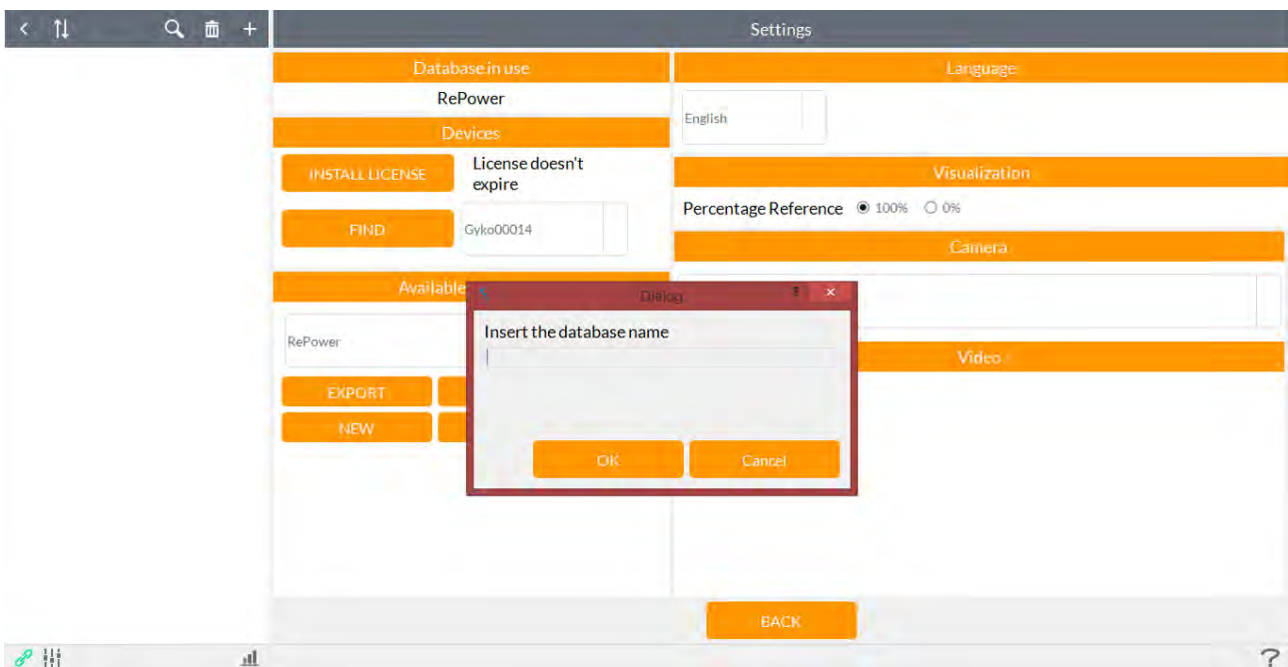 Settings
Database in use
RePower
Devices
INSTALL LICENSE
License doesn't
expire
FIND
Gyko00014
Available
RePower
EXPORT
NEW
Language
English
Visualization
Percentage Reference
100%
0%
Camera
Video
Dialog
?
Insert the database name
OK
Cancel
BACK
?